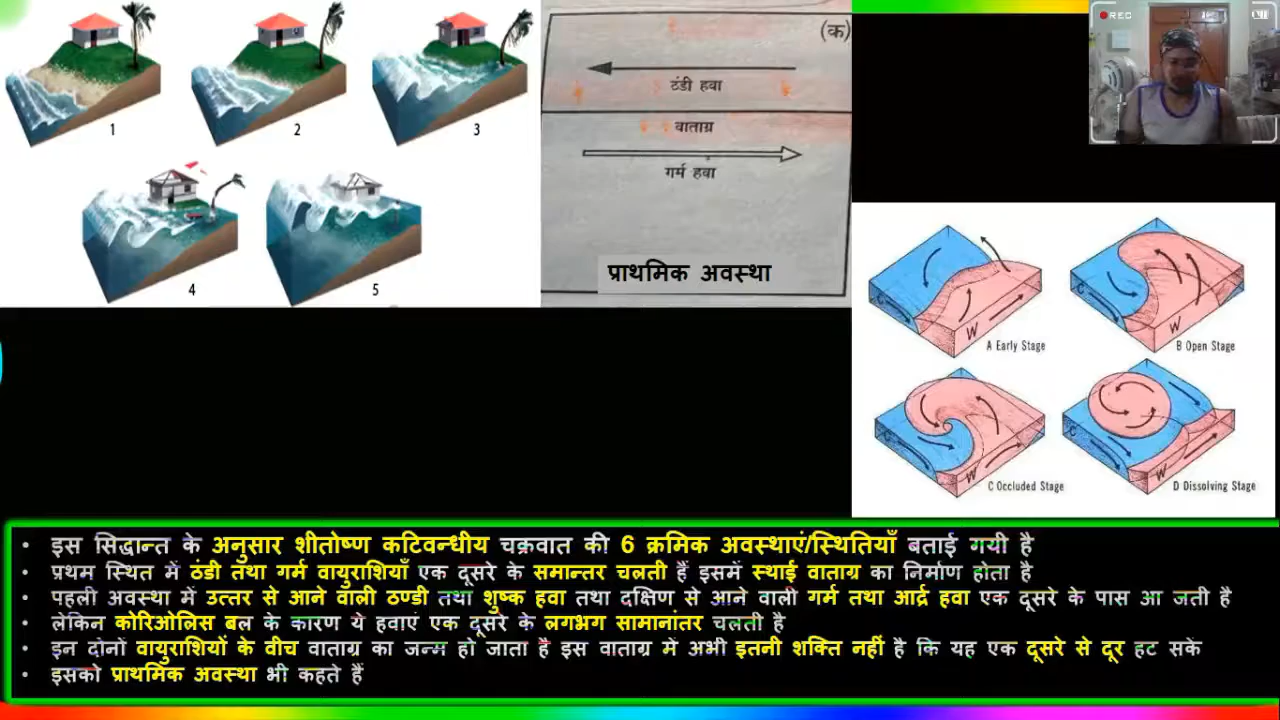 1
2
3
4
5
(क)
ठंडी हवा
वाताग्र
गर्म हवा
प्राथमिक अवस्था
REC
C
W
A Early Stage
C
W
B Open Stage
C
W
C Occluded Stage
C
W
D Dissolving Stage
• इस सिद्धान्त के अनुसार शीतोष्ण कटिवन्धीय चक्रवात की 6 क्रमिक अवस्थाएं/स्थितियाँ बताई गयी है
• प्रथम स्थित में ठंडी तथा गर्म वायुराशियाँ एक दूसरे के समान्तर चलती हैं इसमें स्थाई वाताग्र का निर्माण होता है
• पहली अवस्था में उत्तर से आने वाली ठण्डी तथा शुष्क हवा तथा दक्षिण से आने वाली गर्म तथा आर्द्र हवा एक दूसरे के पास आ जती है
• लेकिन कोरिओलिस बल के कारण ये हवाएं एक दूसरे के लगभग सामानांतर चलती है
• इन दोनों वायुराशियों के वीच वाताग्र का जन्म हो जाता है इस वाताग्र में अभी इतनी शक्ति नहीं है कि यह एक दूसरे से दूर हट सकें
• इसको प्राथमिक अवस्था भी कहते हैं